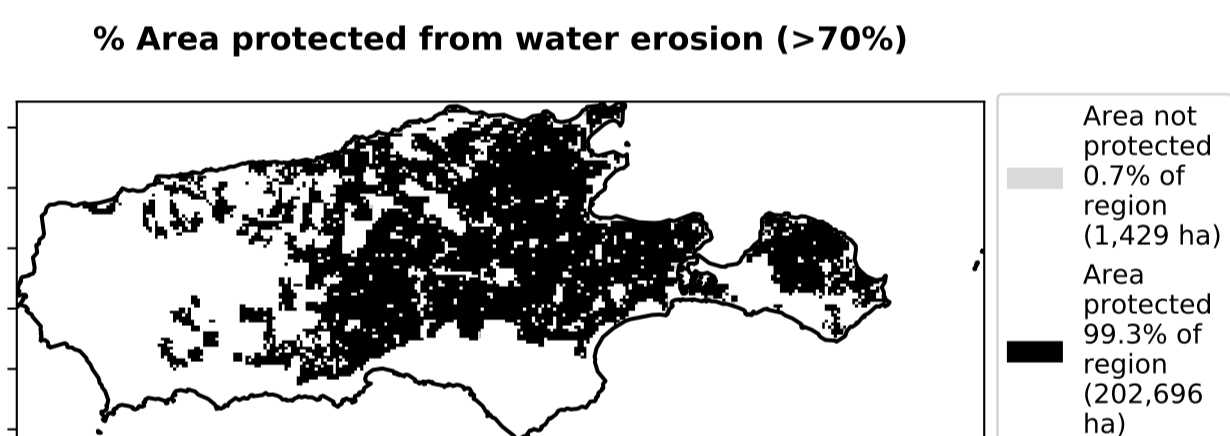 % Area protected from water erosion (>70%)
Area not
protected
0.7% of
region
(1,429 ha)
Area
protected
99.3% of
region
(202,696
ha)